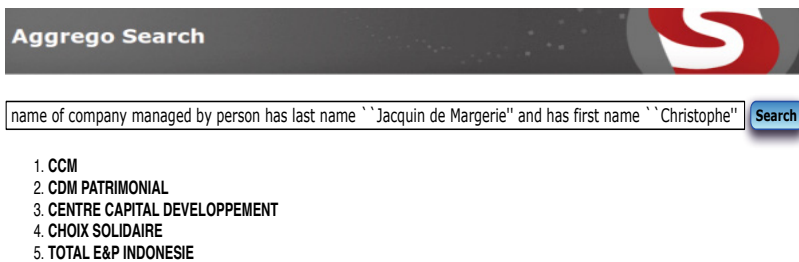 Aggrego Search
name of company managed by person has last name ``Jacquin de Margerie'' and has first name ``Christophe'' Search
1. CCM
2. CDM PATRIMONIAL
3. CENTRE CAPITAL DEVELOPPEMENT
4. CHOIX SOLIDAIRE
5. TOTAL E&P INDONESIE